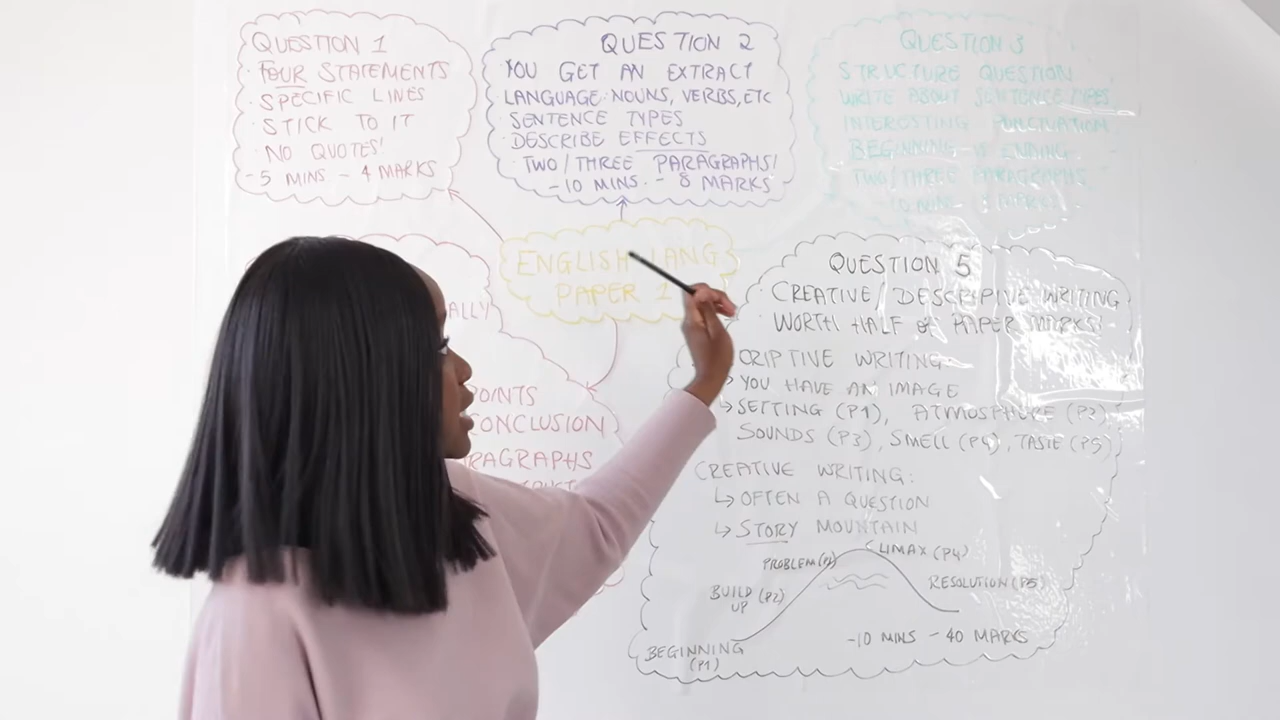 QUESTION 1
· FOUR STATEMENTS
· SPECIFIC LINES
· STICK TO IT
· NO QUOTES!
- 5 MINS - 4 MARKS
QUESTION 2
· YOU GET AN EXTRACT
LANGUAGE: NOUNS, VERBS, ETC
· SENTENCE TYPES
· DESCRIBE EFFECTS
· TWO/THREE PARAGRAPHS!
- 10 MINS. - 8 MARKS
QUESTION 3
STRUCTURE QUESTION
WRITE ABOUT SENTENCE TYPES
INTERESTING PUNCTUATION
BEGINNING ENDING
TWO/THREE PARAGRAPHS
-10 MINS
ENGLISH LANG
PAPER 1
ALLY
POINTS
CONCLUSION
RAGRAPHS
QUESTION 5
· CREATIVE/DESCRIPTIVE WRITING
· WORTH HALF OF PAPER MARKS!
CRIPTIVE WRITING:
↳ YOU HAVE AN IMAGE
↳ SETTING (P1), ATMOSPHERE (P2),
SOUNDS (P3), SMELL (P4), TASTE (P5)
CREATIVE WRITING:
↳ OFTEN A QUESTION
↳ STORY MOUNTAIN
CLIMAX (P4)
PROBLEM (P3)
RESOLUTION (P5)
BUILD
UP (P2)
-10 MINS - 40 MARKS
BEGINNING
(P1)